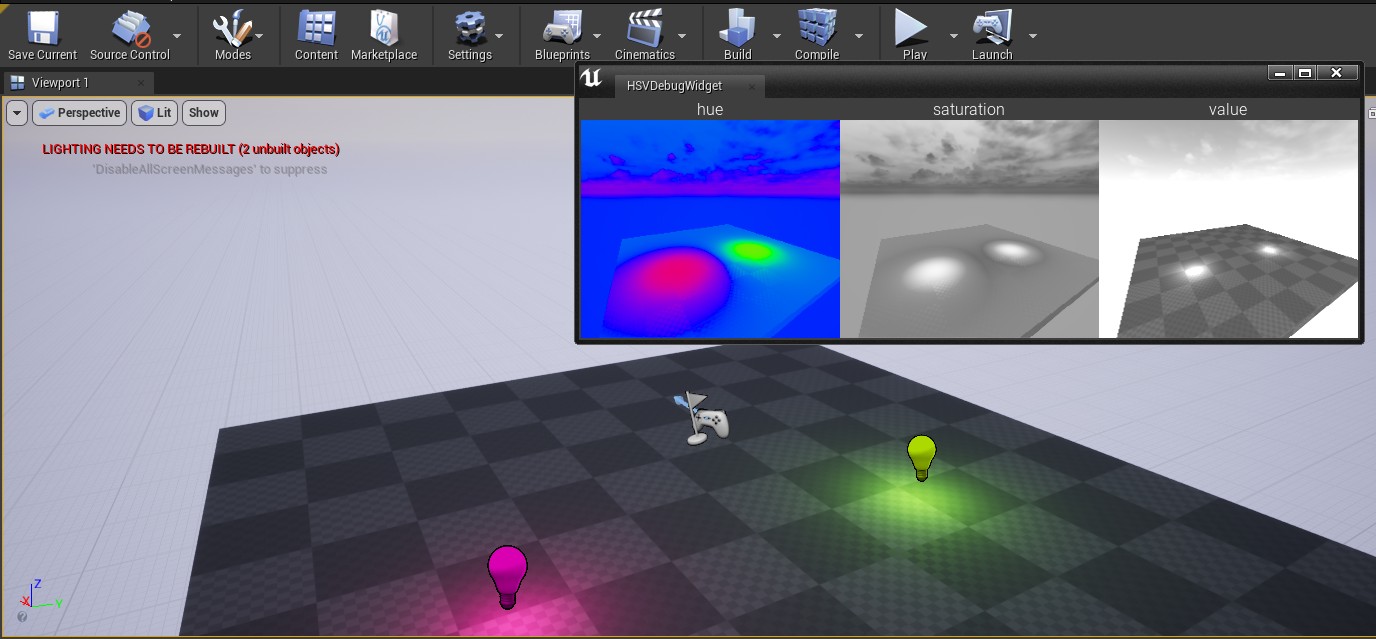 Save Current
Source Control
Modes
Content
Marketplace
Settings
Blueprints
Cinematics
Build
Compile
Play
Launch
Viewport 1
HSVDebugWidget
Perspective
Lit
Show
hue
saturation
value
LIGHTING NEEDS TO BE REBUILT (2 unbuilt objects)
'DisableAllScreenMessages' to suppress
Z
X
Y
?